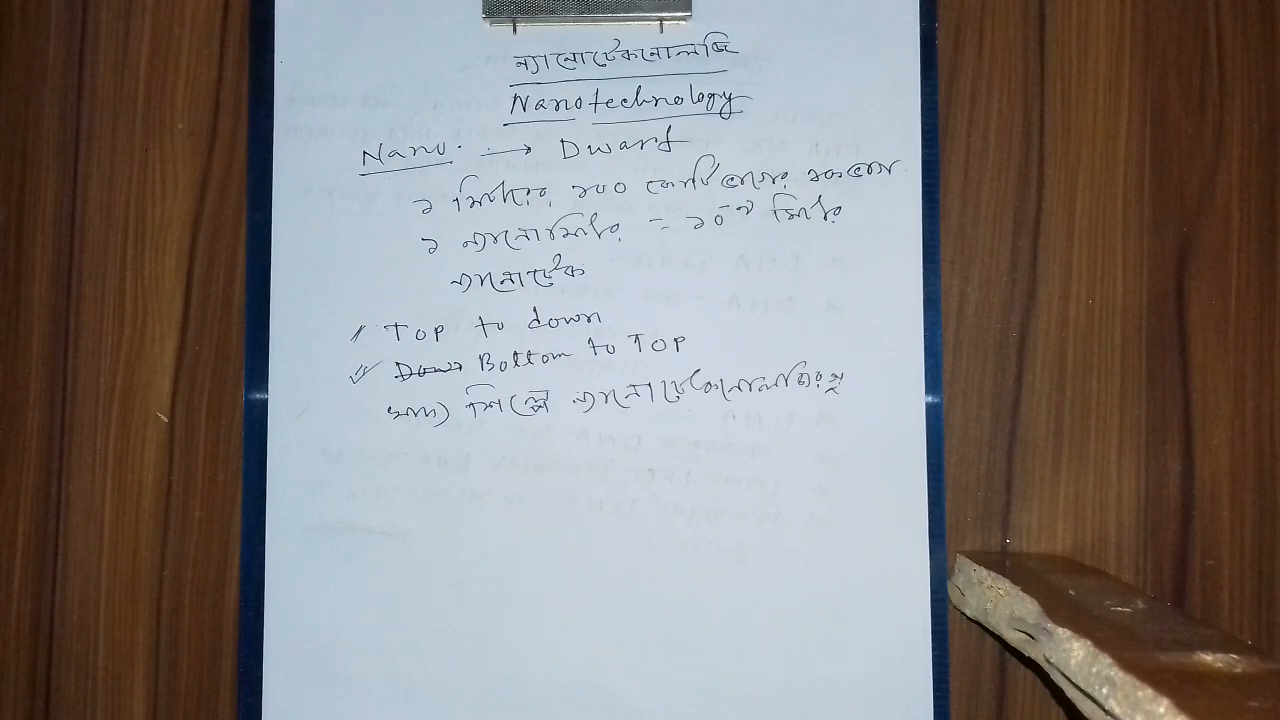 ন্যানোটেকনোলজি
Nanotechnology
Nano. → Dwarf
১ মিটারের ১০০ কোটিভাগের একভাগ
১ ন্যানোমিটার = ১০⁻⁹ মিটার
ন্যানোটেক
Top to down
Bottom to Top
খাদ্য শিল্পে ন্যানোটেকনোলজির